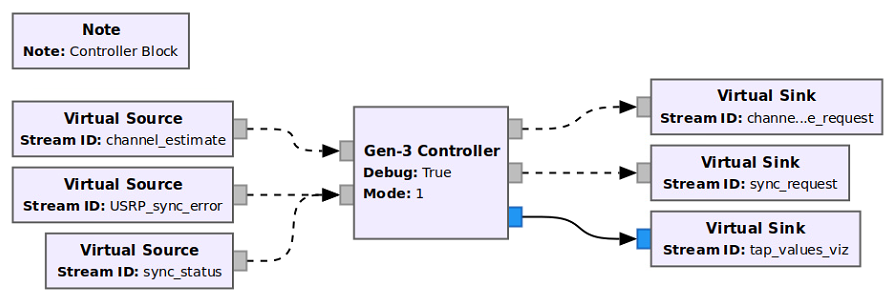 Note
Note: Controller Block
Virtual Source
Stream ID: channel_estimate
Virtual Source
Stream ID: USRP_sync_error
Virtual Source
Stream ID: sync_status
Gen-3 Controller
Debug: True
Mode: 1
Virtual Sink
Stream ID: channe...e_request
Virtual Sink
Stream ID: sync_request
Virtual Sink
Stream ID: tap_values_viz